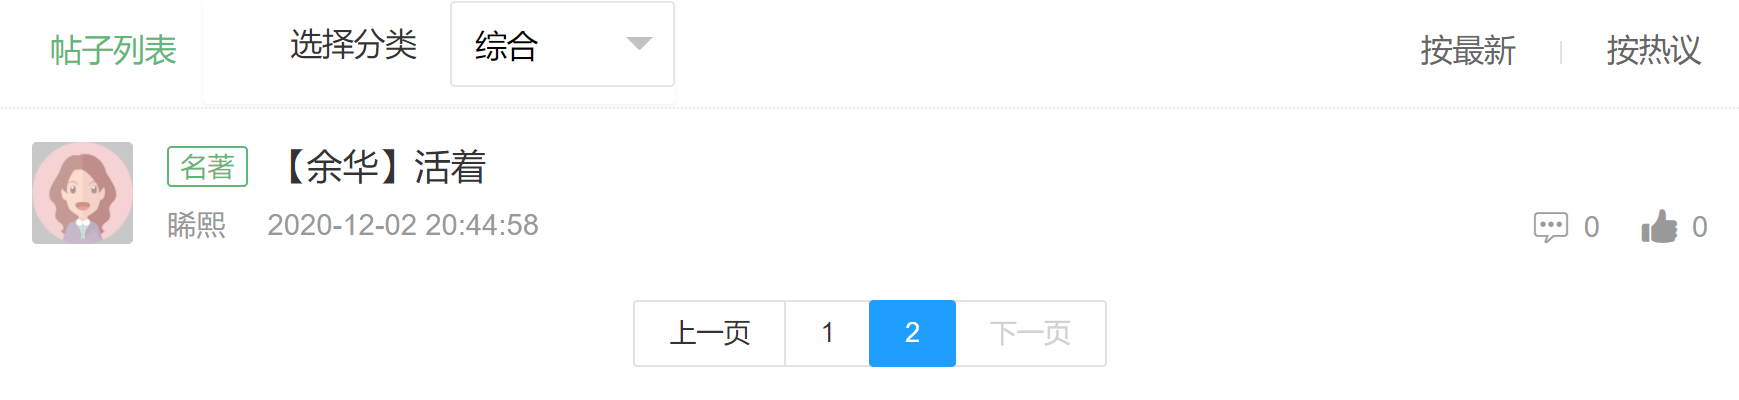 帖子列表 选择分类 综合 按最新 按热议
名著 【余华】活着
睎熙 2020-12-02 20:44:58 0 0
上一页 1 2 下一页